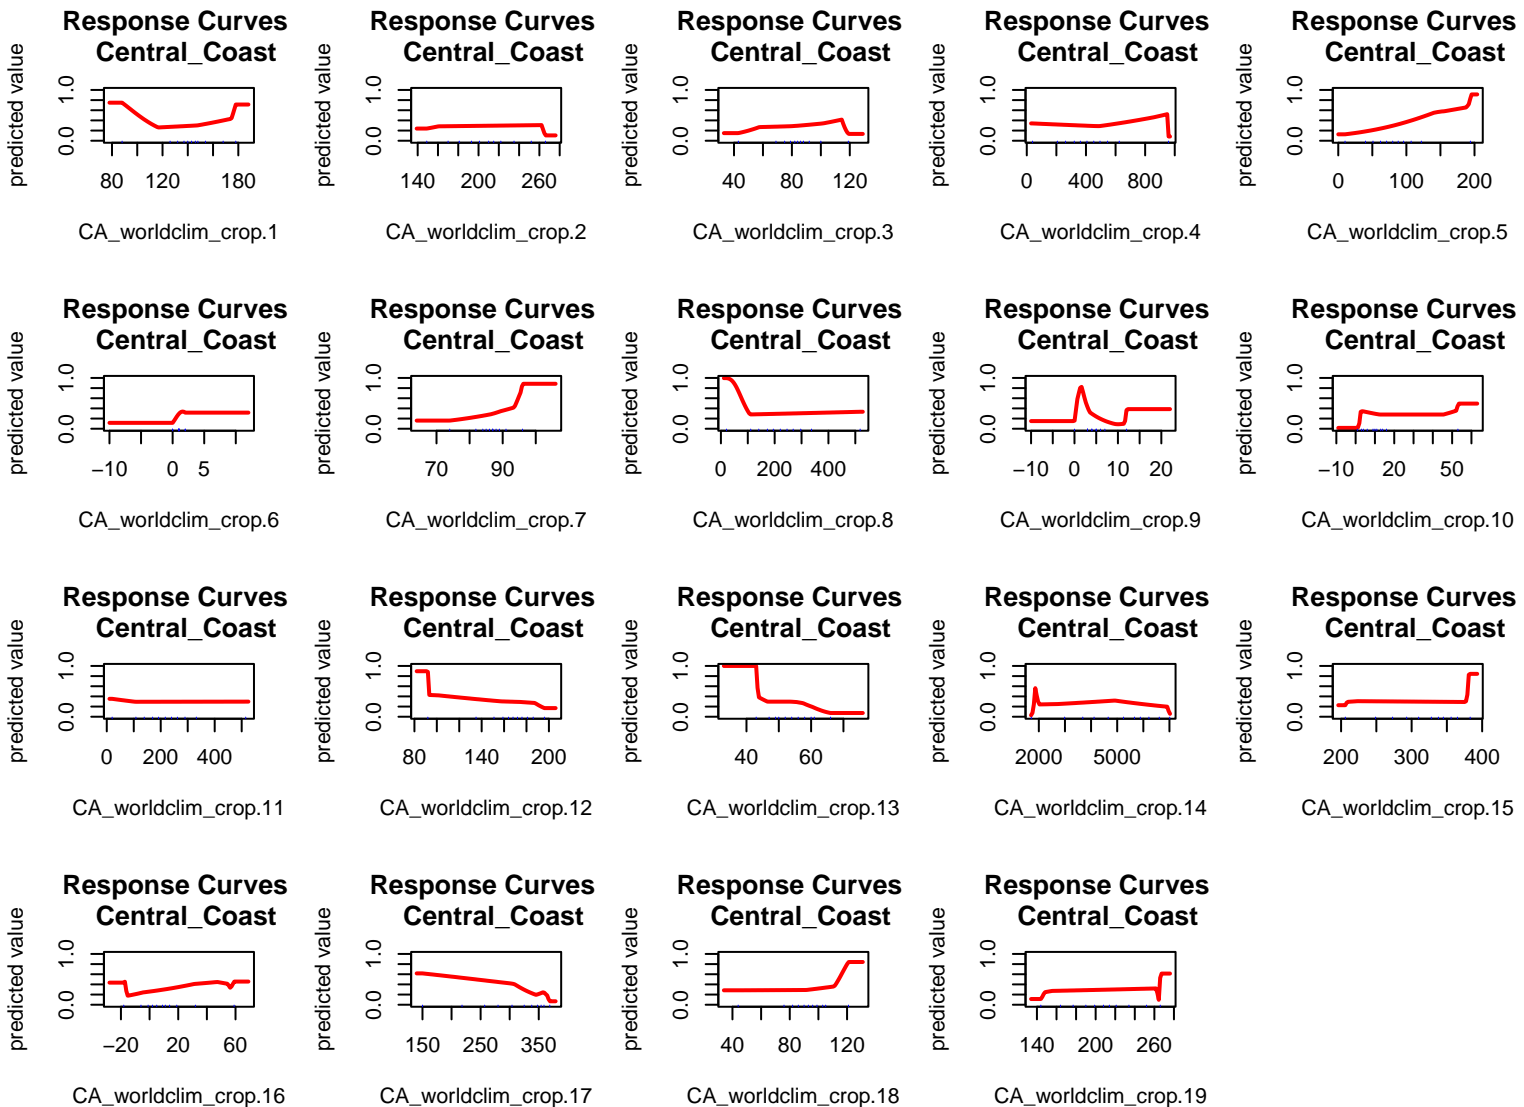 Response Curves
Central_Coast
predicted value
0.0 1.0
80 120 180
CA_worldclim_crop.1
Response Curves
Central_Coast
predicted value
0.0 1.0
140 200 260
CA_worldclim_crop.2
Response Curves
Central_Coast
predicted value
0.0 1.0
40 80 120
CA_worldclim_crop.3
Response Curves
Central_Coast
predicted value
0.0 1.0
0 400 800
CA_worldclim_crop.4
Response Curves
Central_Coast
predicted value
0.0 1.0
0 100 200
CA_worldclim_crop.5
Response Curves
Central_Coast
predicted value
0.0 1.0
−10 0 5
CA_worldclim_crop.6
Response Curves
Central_Coast
predicted value
0.0 1.0
70 90
CA_worldclim_crop.7
Response Curves
Central_Coast
predicted value
0.0 1.0
0 200 400
CA_worldclim_crop.8
Response Curves
Central_Coast
predicted value
0.0 1.0
−10 0 10 20
CA_worldclim_crop.9
Response Curves
Central_Coast
predicted value
0.0 1.0
−10 20 50
CA_worldclim_crop.10
Response Curves
Central_Coast
predicted value
0.0 1.0
0 200 400
CA_worldclim_crop.11
Response Curves
Central_Coast
predicted value
0.0 1.0
80 140 200
CA_worldclim_crop.12
Response Curves
Central_Coast
predicted value
0.0 1.0
40 60
CA_worldclim_crop.13
Response Curves
Central_Coast
predicted value
0.0 1.0
2000 5000
CA_worldclim_crop.14
Response Curves
Central_Coast
predicted value
0.0 1.0
200 300 400
CA_worldclim_crop.15
Response Curves
Central_Coast
predicted value
0.0 1.0
−20 20 60
CA_worldclim_crop.16
Response Curves
Central_Coast
predicted value
0.0 1.0
150 250 350
CA_worldclim_crop.17
Response Curves
Central_Coast
predicted value
0.0 1.0
40 80 120
CA_worldclim_crop.18
Response Curves
Central_Coast
predicted value
0.0 1.0
140 200 260
CA_worldclim_crop.19